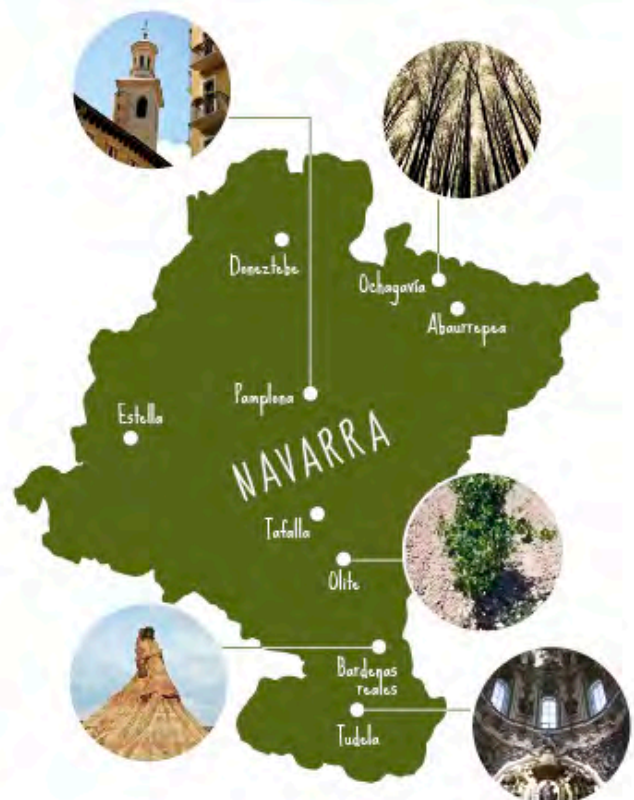 Doneztebe
Ochagavía
Abaurrepea
Pamplona
Estella
NAVARRA
Tafalla
Olite
Bardenas
reales
Tudela